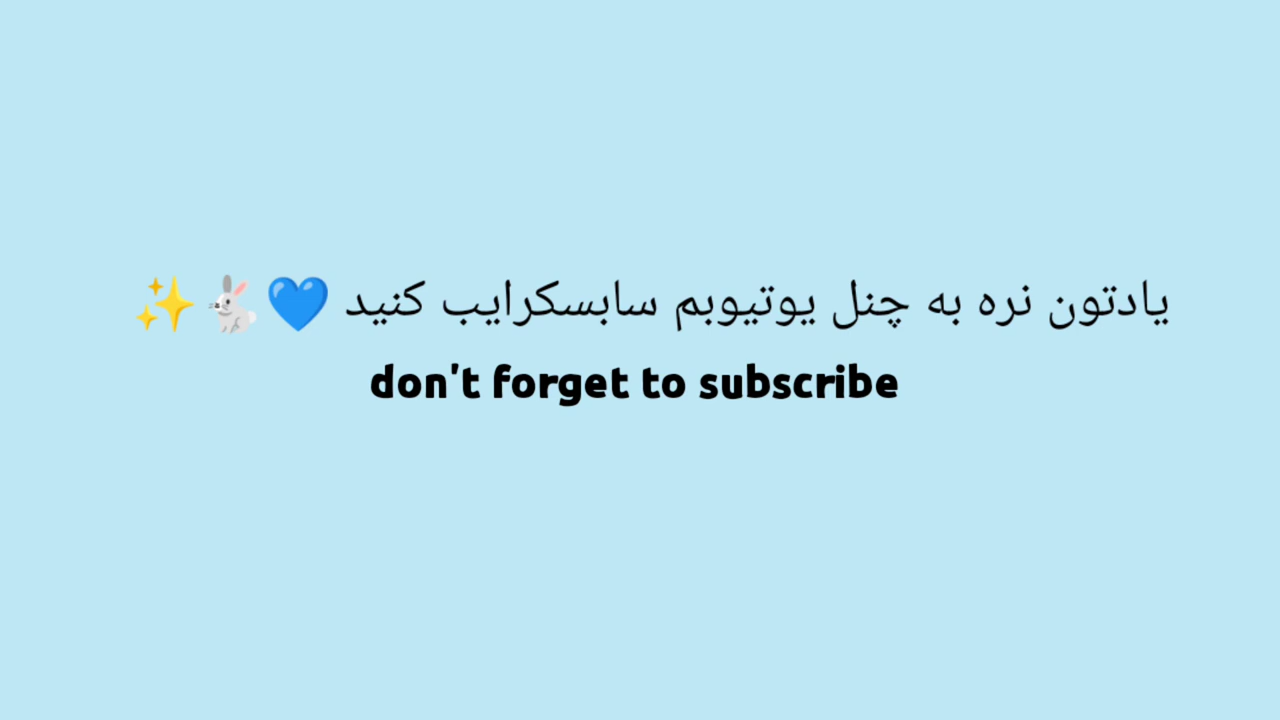 یادتون نره به چنل یوتیوبم سابسکرایب کنید 💙🐇✨
don't forget to subscribe